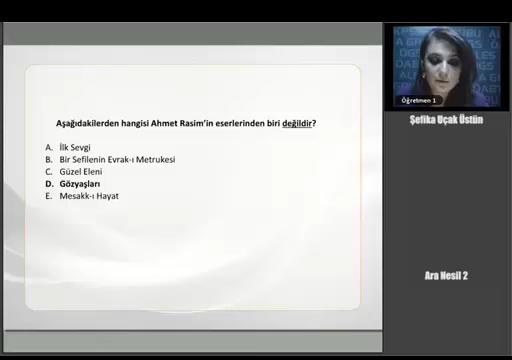 Aşağıdakilerden hangisi Ahmet Rasim'in eserlerinden biri değildir?
A. İlk Sevgi
B. Bir Sefilenin Evrak-ı Metrukesi
C. Güzel Eleni
D. Gözyaşları
E. Mesakk-ı Hayat
Öğretmen 1
Şefika Uçak Üstün
Ara Nesil 2